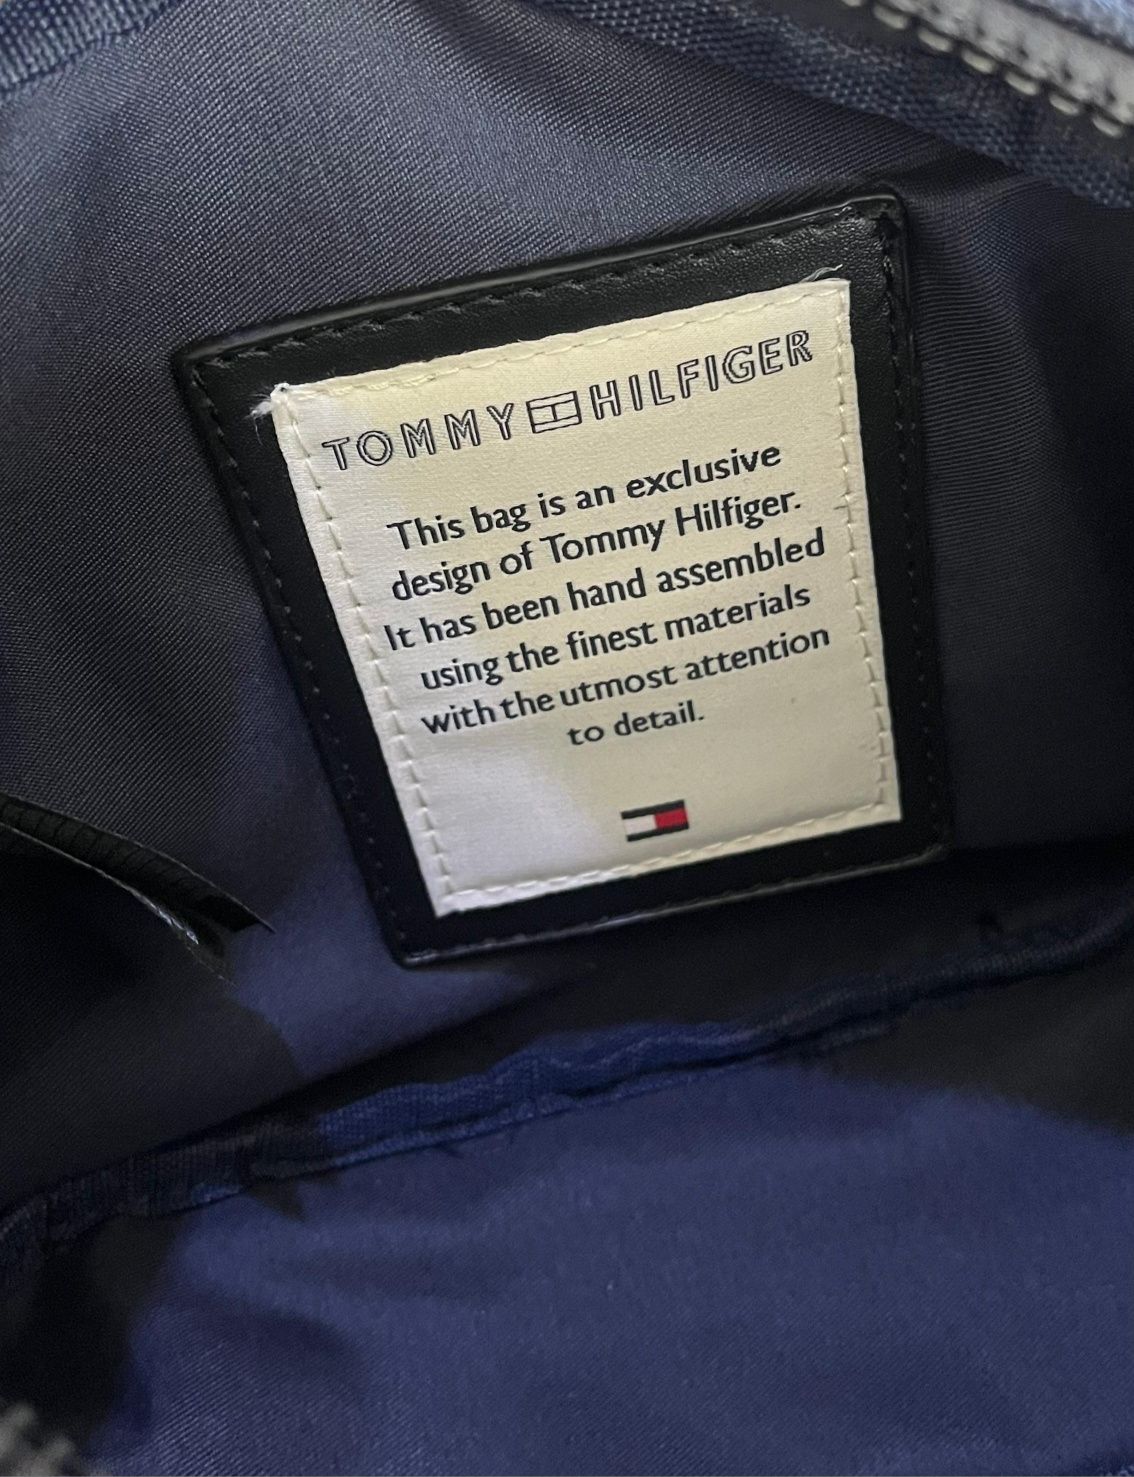 TOMMY HILFIGER
This bag is an exclusive
design of Tommy Hilfiger.
It has been hand assembled
using the finest materials
with the utmost attention
to detail.